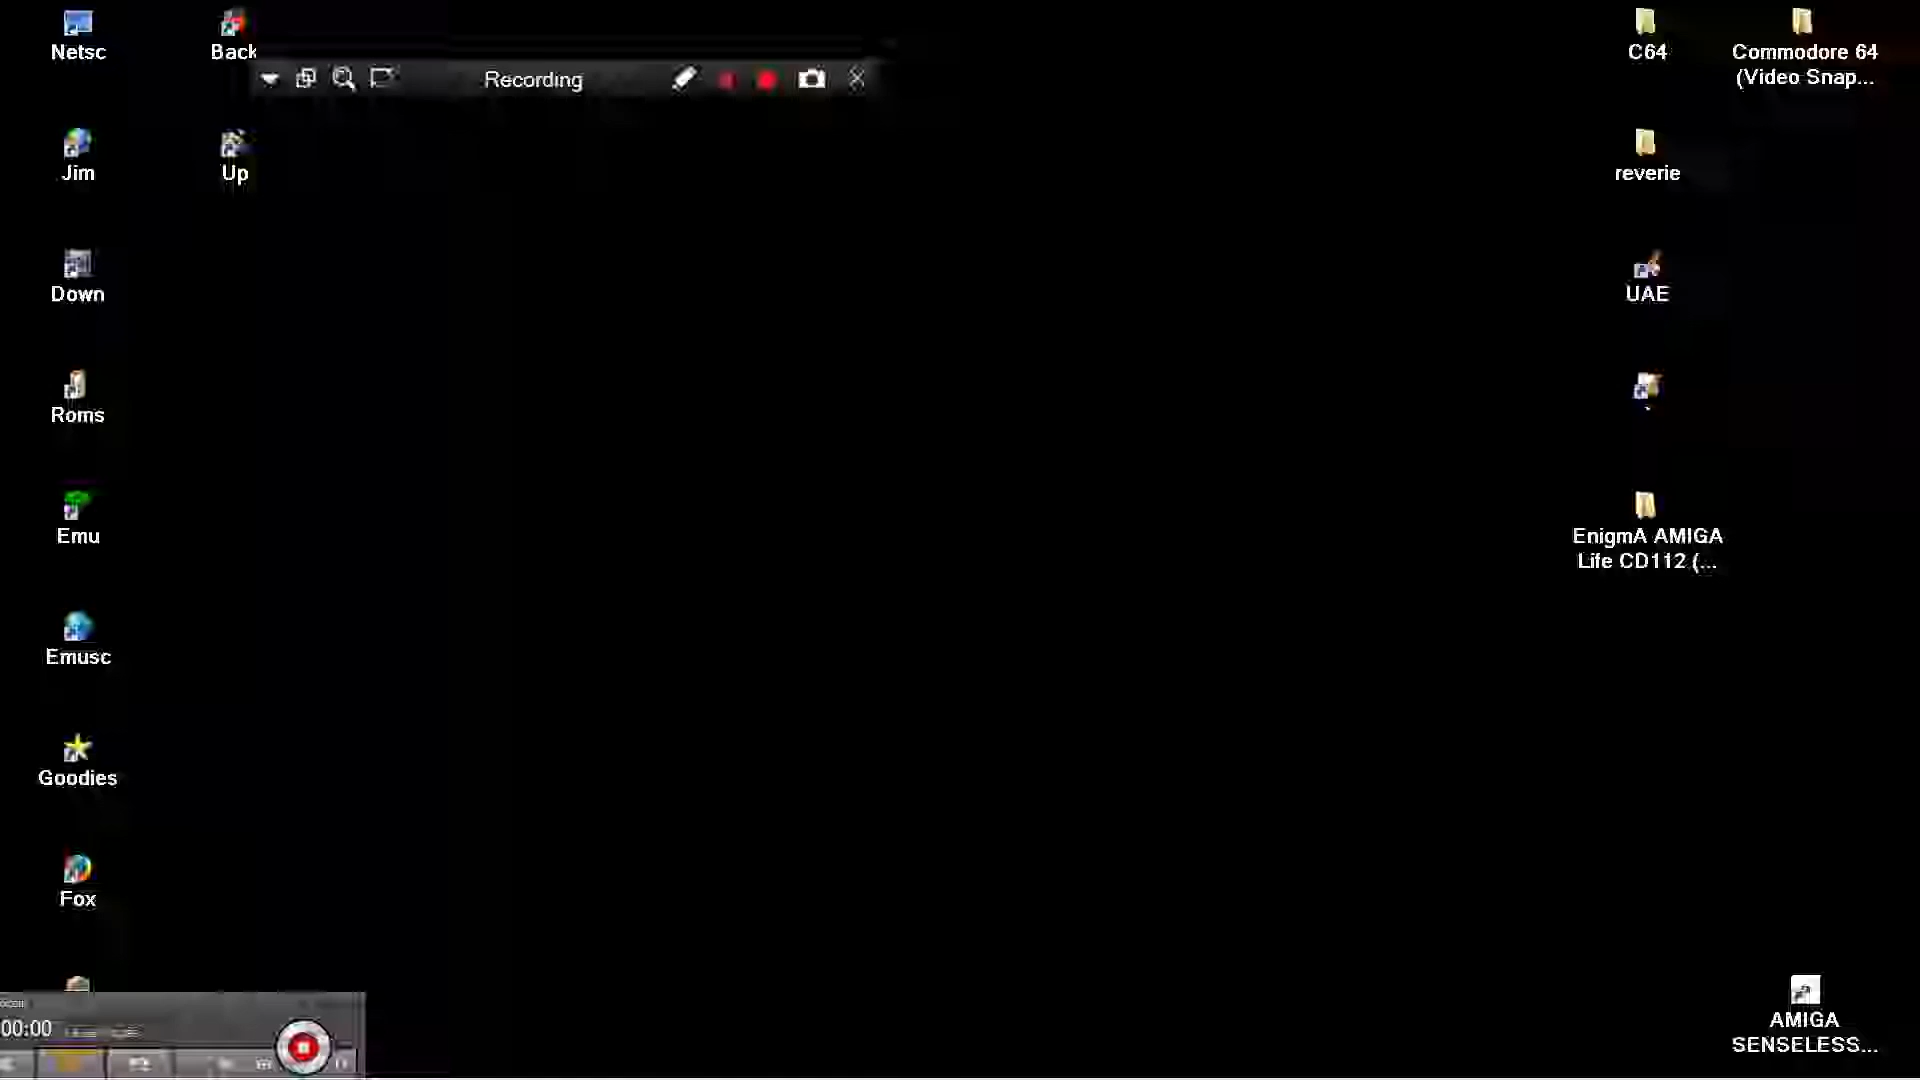 Netsc
Back
Recording
C64
Commodore 64
(Video Snap...
Jim
Up
reverie
Down
UAE
Roms
Emu
EnigmA AMIGA
Life CD112 (...
Emusc
Goodies
Fox
00:00
AMIGA
SENSELESS...